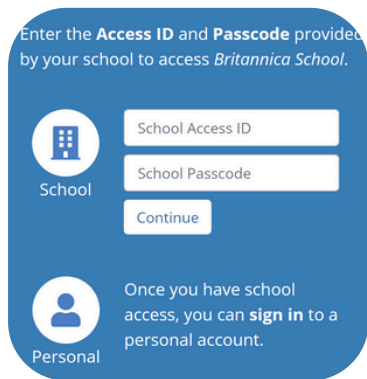 Enter the Access ID and Passcode provided
by your school to access Britannica School.
School Access ID
School Passcode
School
Continue
Once you have school
access, you can sign in to a
personal account.
Personal